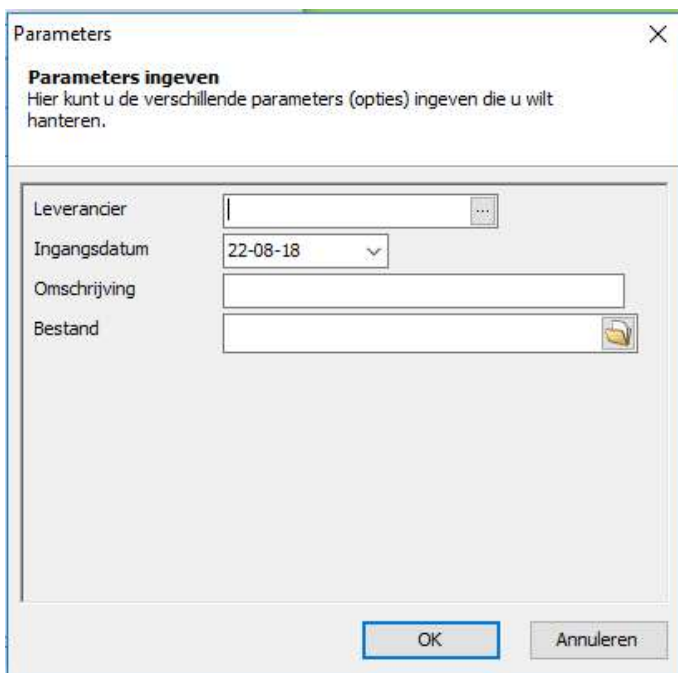 Parameters
Parameters ingeven
Hier kunt u de verschillende parameters (opties) ingeven die u wilt
hanteren.
Leverancier ...
Ingangsdatum 22-08-18
Omschrijving
Bestand
OK Annuleren